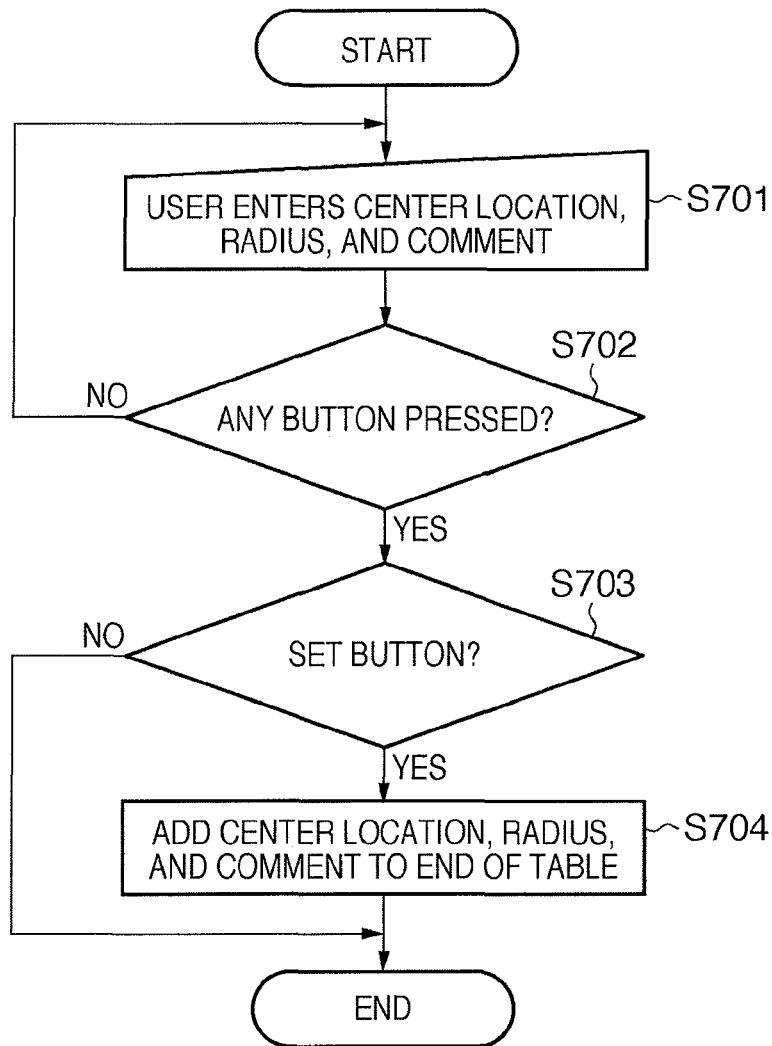 START
USER ENTERS CENTER LOCATION,
RADIUS, AND COMMENT
S701
S702
NO
ANY BUTTON PRESSED?
YES
S703
NO
SET BUTTON?
YES
ADD CENTER LOCATION, RADIUS,
AND COMMENT TO END OF TABLE
S704
END